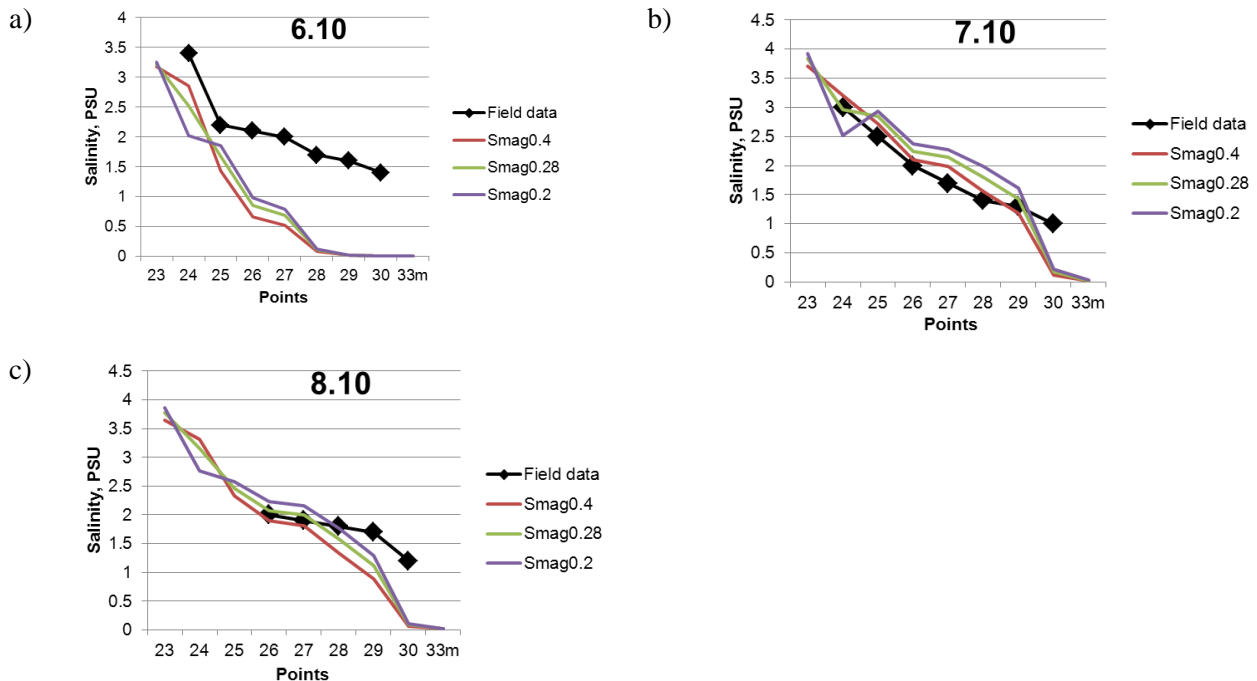 a)
6.10
Salinity, PSU
4
3.5
3
2.5
2
1.5
1
0.5
0
23 24 25 26 27 28 29 30 33m
Points
Field data
Smag0.4
Smag0.28
Smag0.2
b)
7.10
Salinity, PSU
4.5
4
3.5
3
2.5
2
1.5
1
0.5
0
23 24 25 26 27 28 29 30 33m
Points
Field data
Smag0.4
Smag0.28
Smag0.2
c)
8.10
Salinity, PSU
4.5
4
3.5
3
2.5
2
1.5
1
0.5
0
23 24 25 26 27 28 29 30 33m
Points
Field data
Smag0.4
Smag0.28
Smag0.2